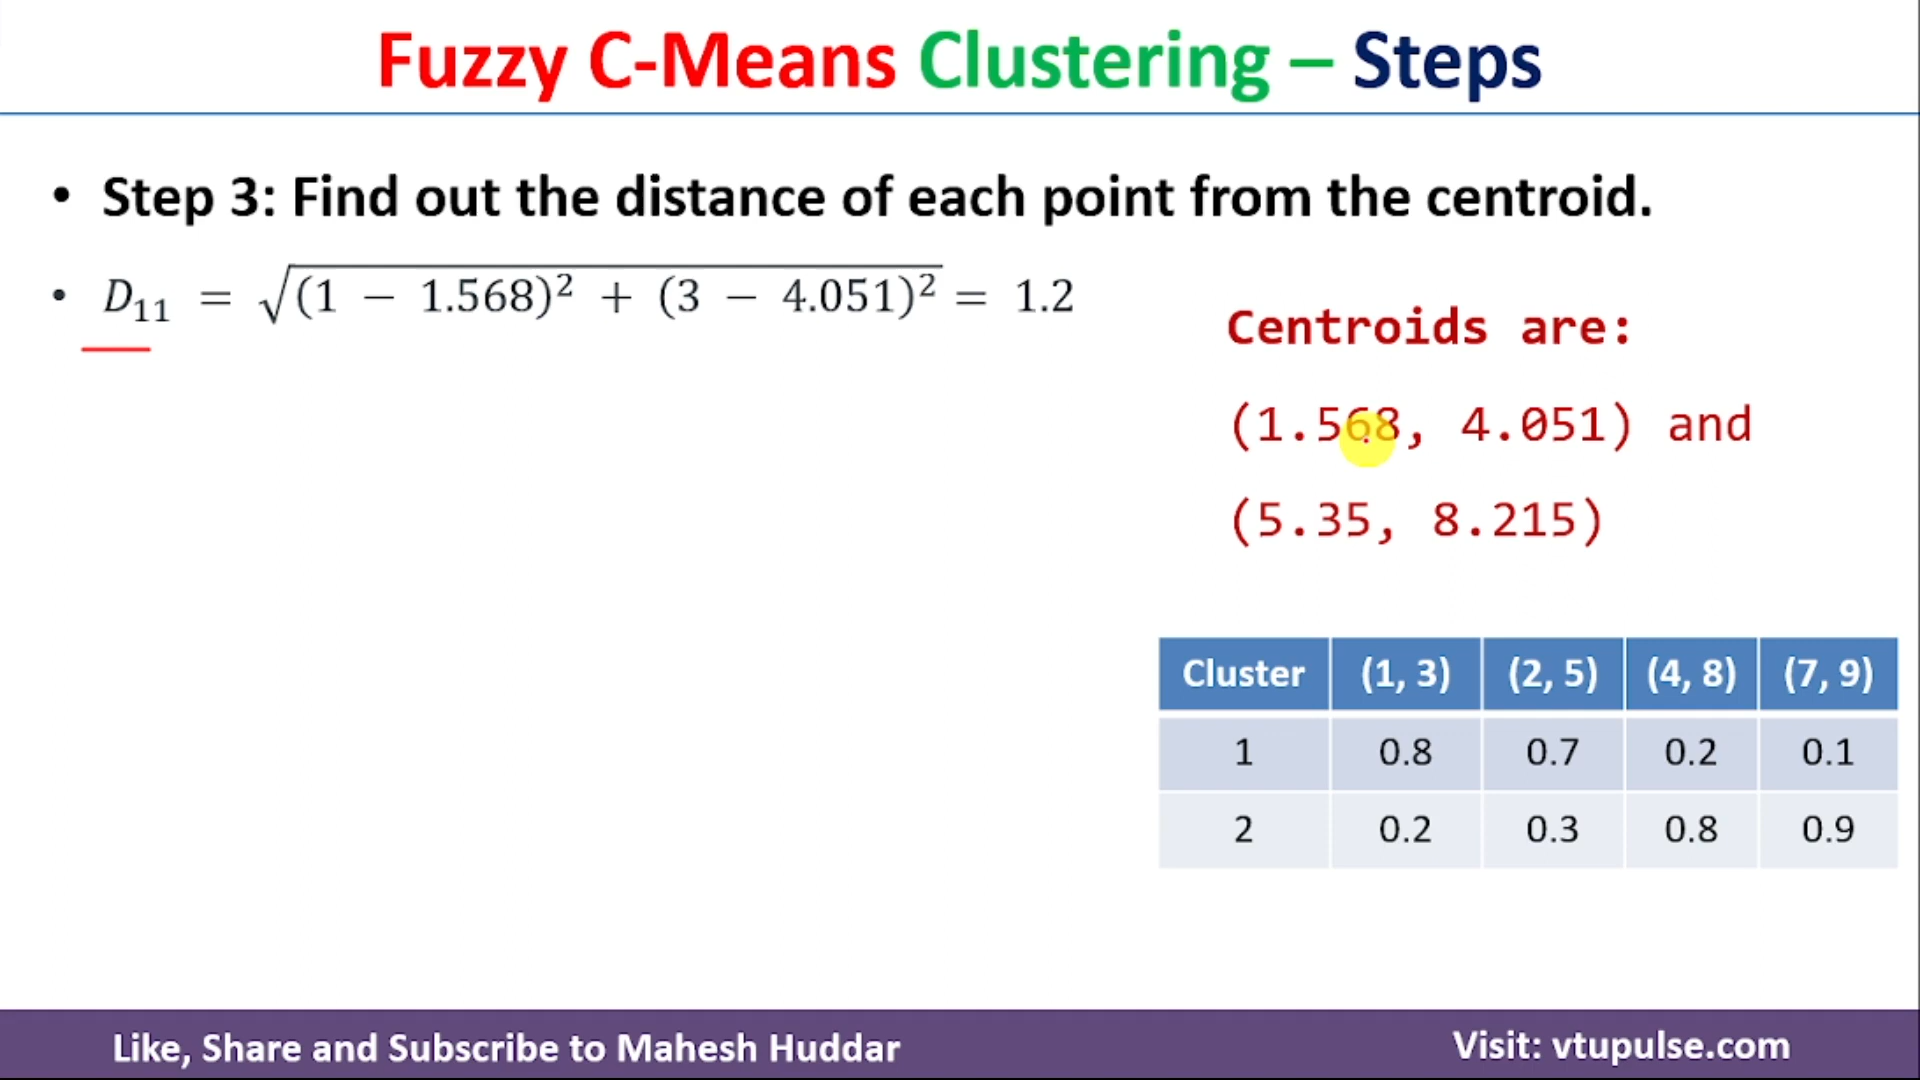 Fuzzy C-Means Clustering – Steps
• Step 3: Find out the distance of each point from the centroid.
• D₁₁ = √(1 − 1.568)² + (3 − 4.051)² = 1.2
Centroids are:
(1.568, 4.051) and
(5.35, 8.215)
Cluster (1, 3) (2, 5) (4, 8) (7, 9)
1 0.8 0.7 0.2 0.1
2 0.2 0.3 0.8 0.9
Like, Share and Subscribe to Mahesh Huddar
Visit: vtupulse.com